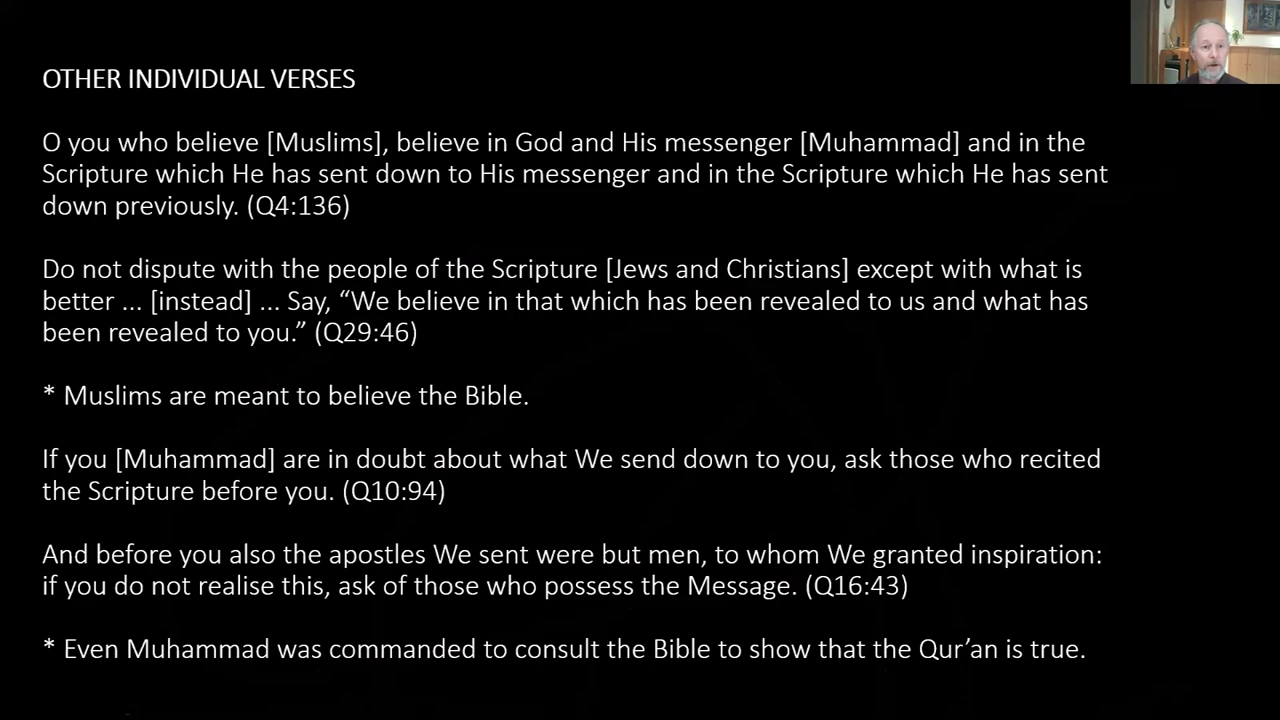 OTHER INDIVIDUAL VERSES
O you who believe [Muslims], believe in God and His messenger [Muhammad] and in the
Scripture which He has sent down to His messenger and in the Scripture which He has sent
down previously. (Q4:136)
Do not dispute with the people of the Scripture [Jews and Christians] except with what is
better ... [instead] ... Say, “We believe in that which has been revealed to us and what has
been revealed to you.” (Q29:46)
* Muslims are meant to believe the Bible.
If you [Muhammad] are in doubt about what We send down to you, ask those who recited
the Scripture before you. (Q10:94)
And before you also the apostles We sent were but men, to whom We granted inspiration:
if you do not realise this, ask of those who possess the Message. (Q16:43)
* Even Muhammad was commanded to consult the Bible to show that the Qur’an is true.